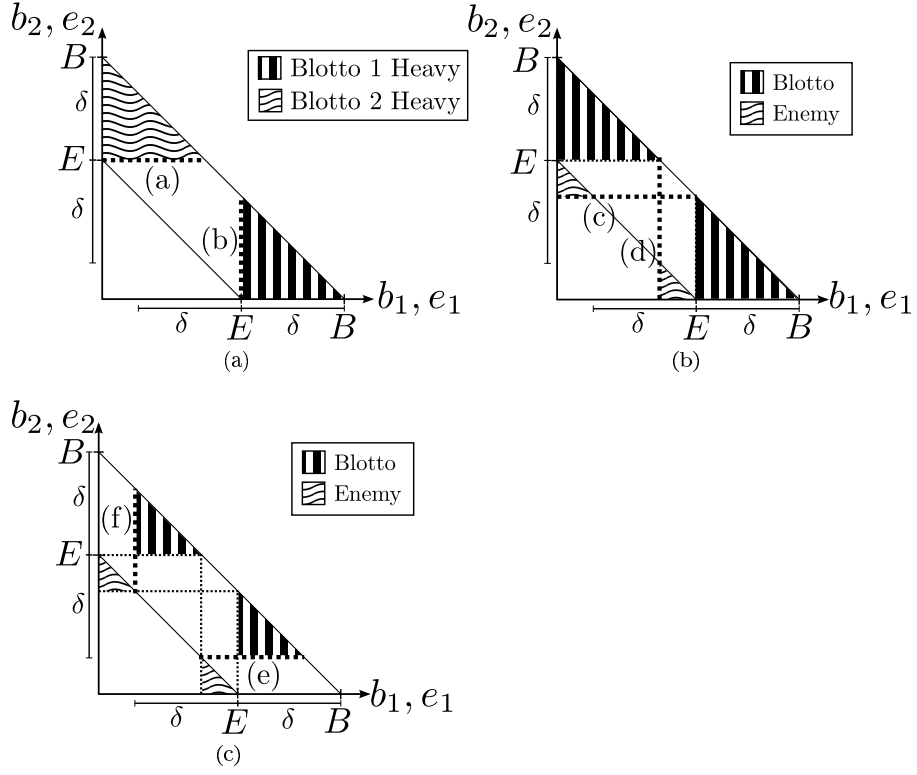 b₂, e₂
B
δ
E
δ
(a)
(b)
Blotto 1 Heavy
Blotto 2 Heavy
b₁, e₁
δ
E
δ
B
(a)
b₂, e₂
B
δ
E
δ
(c)
(d)
Blotto
Enemy
b₁, e₁
δ
E
δ
B
(b)
b₂, e₂
B
δ
(f)
E
δ
(e)
Blotto
Enemy
b₁, e₁
δ
E
δ
B
(c)